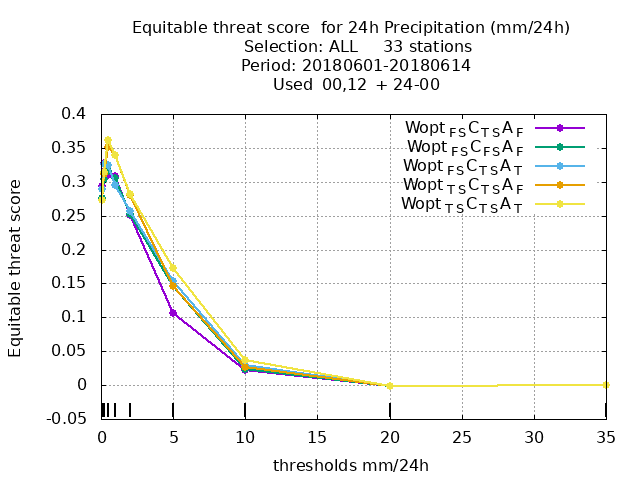 Equitable threat score  for 24h Precipitation (mm/24h)
Selection: ALL     33 stations
Period: 20180601-20180614
Used  00,12  + 24-00
Equitable threat score
0.4
0.35
0.3
0.25
0.2
0.15
0.1
0.05
0
-0.05
Wopt FS C TS A F
Wopt FS C FS A F
Wopt FS C TS A T
Wopt TS C TS A F
Wopt TS C TS A T
0 5 10 15 20 25 30 35
thresholds mm/24h